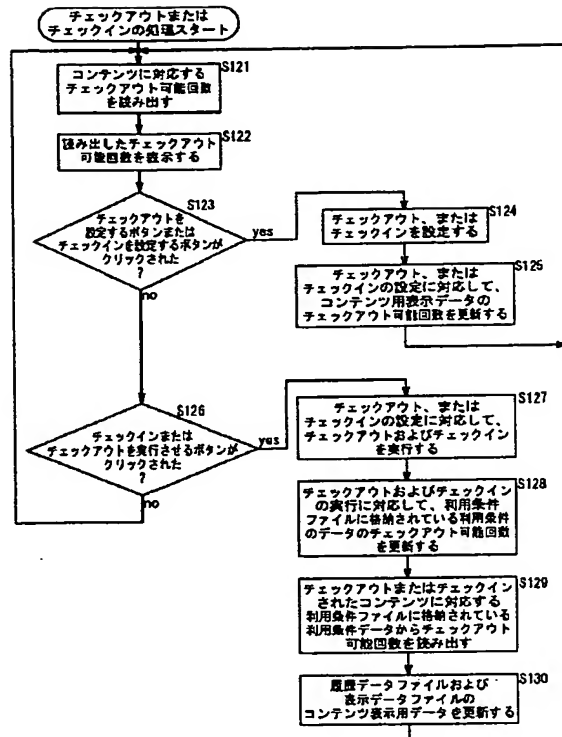 チェックアウトまたは
チェックインの処理スタート
S121
コンテンツに対応する
チェックアウト可能回数
を読み出す
S122
読み出したチェックアウト
可能回数を表示する
S123
チェックアウトを
設定するボタンまたは
チェックインを設定するボタンが
クリックされた
?
yes
no
S124
チェックアウト、または
チェックインを設定する
S125
チェックアウト、または
チェックインの設定に対応して、
コンテンツ用表示データの
チェックアウト可能回数を更新する
S126
チェックインまたは
チェックアウトを実行させるボタンが
クリックされた
?
yes
no
S127
チェックアウト、または
チェックインの設定に対応して、
チェックアウトおよびチェックイン
を実行する
S128
チェックアウトおよびチェックイン
の実行に対応して、利用条件
ファイルに格納されている利用条件
のデータのチェックアウト可能回数
を更新する
S129
チェックアウトまたはチェックイン
されたコンテンツに対応する
利用条件ファイルに格納されている
利用条件データからチェックアウト
可能回数を読み出す
S130
履歴データファイルおよび
表示データファイルの
コンテンツ表示用データを更新する